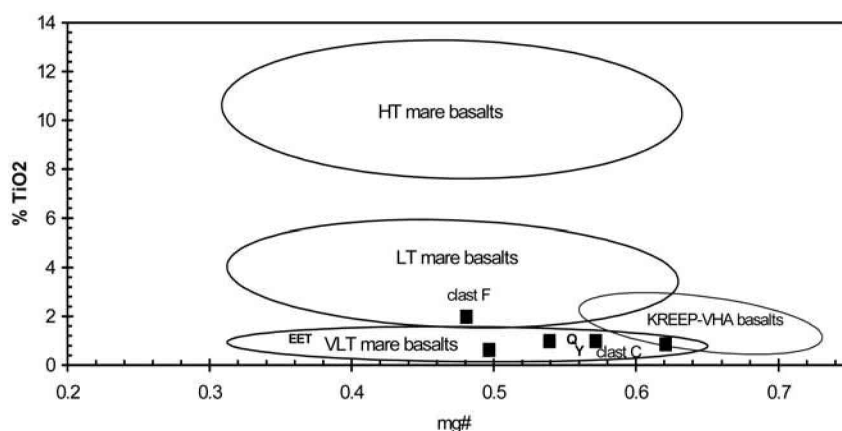 14
12
HT mare basalts
10
% TiO2
8
6
LT mare basalts
4
clast F
2
KREEP-VHA basalts
EET
VLT mare basalts
Q
Y
clast C
0
0.2
0.3
0.4
0.5
0.6
0.7
mg#